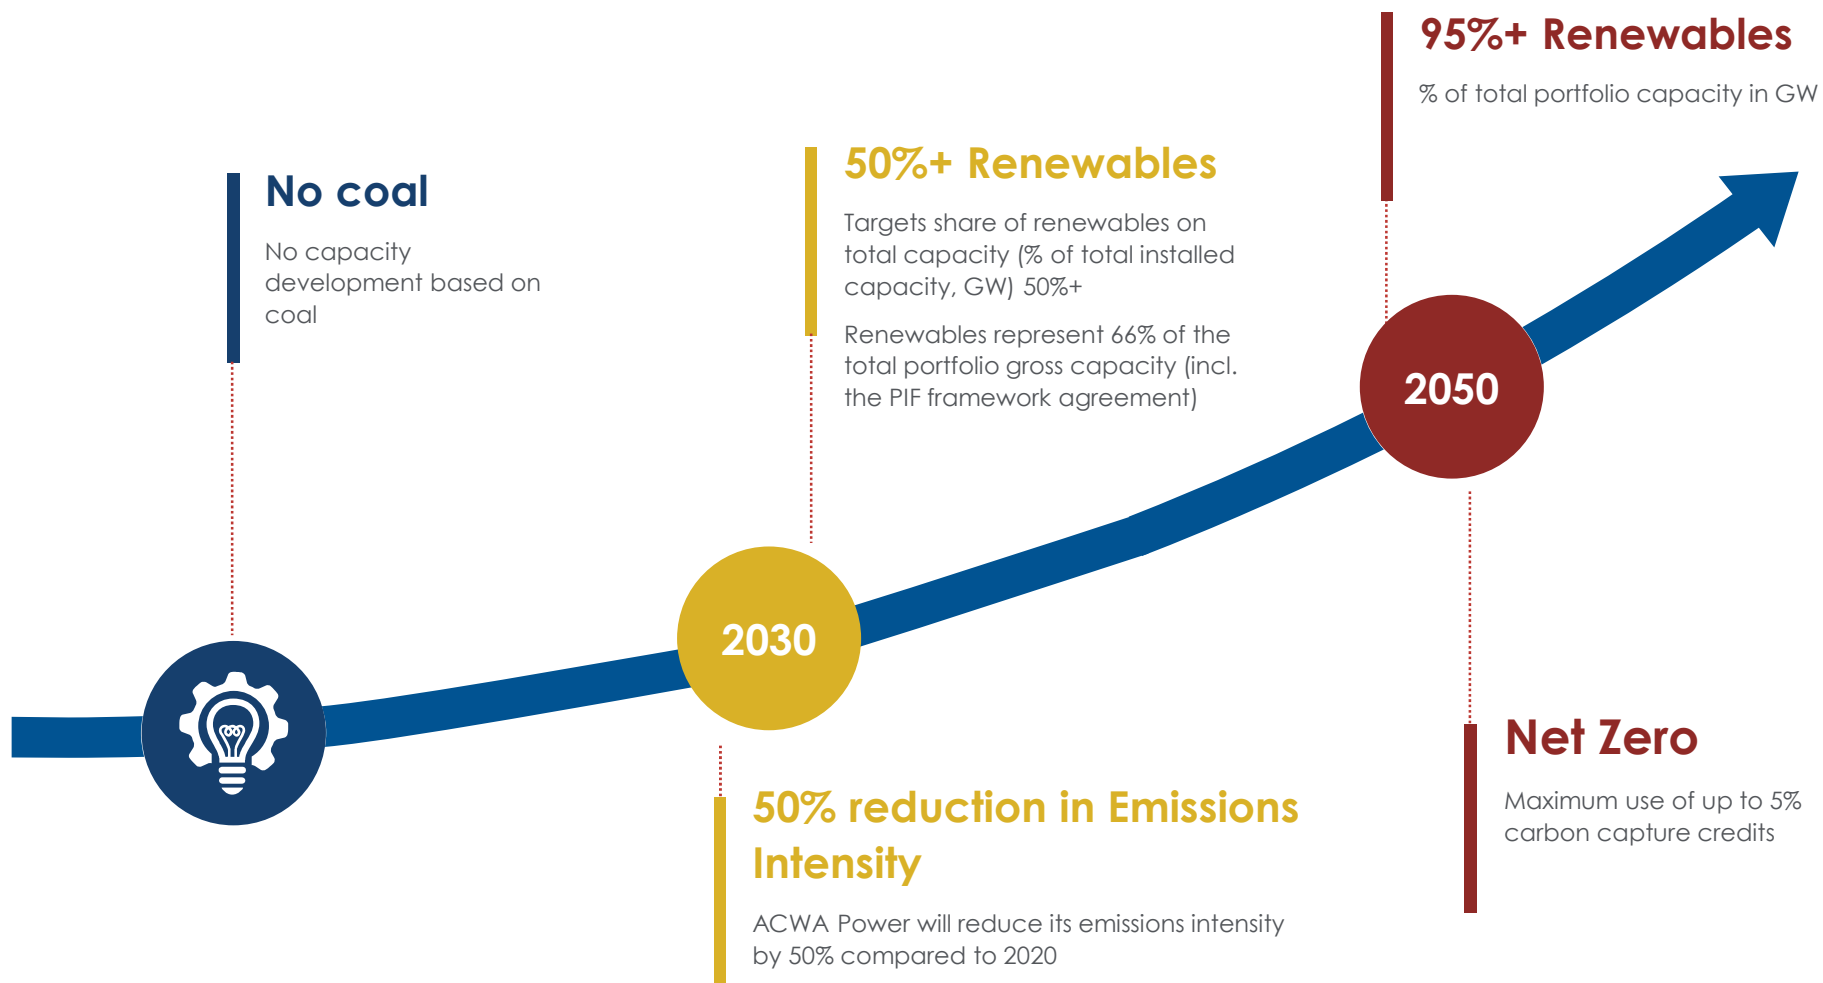 No coal
No capacity
development based on
coal
50%+ Renewables
Targets share of renewables on
total capacity (% of total installed
capacity, GW) 50%+
Renewables represent 66% of the
total portfolio gross capacity (incl.
the PIF framework agreement)
2030
50% reduction in Emissions
Intensity
ACWA Power will reduce its emissions intensity
by 50% compared to 2020
95%+ Renewables
% of total portfolio capacity in GW
2050
Net Zero
Maximum use of up to 5%
carbon capture credits